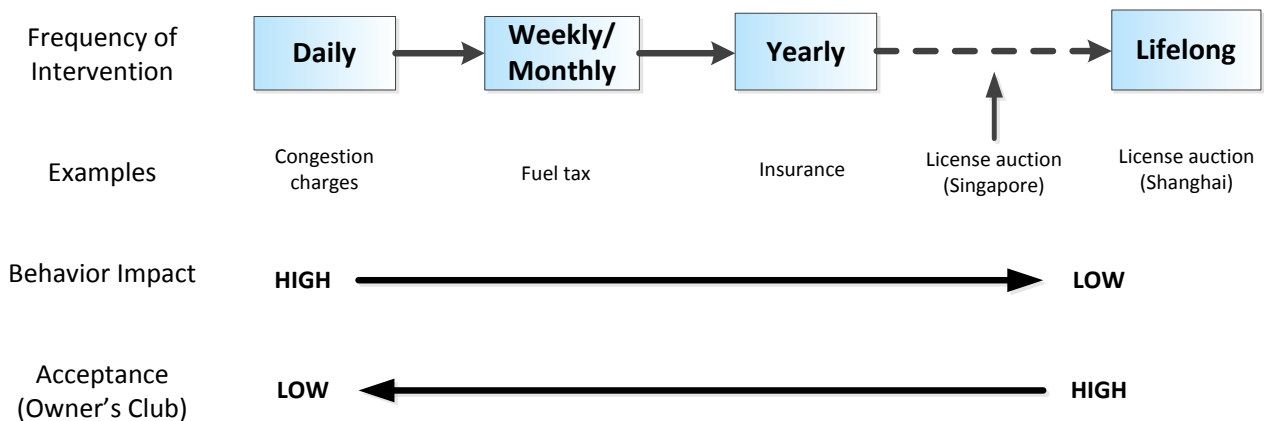 Frequency of
Intervention
Daily
Weekly/
Monthly
Yearly
Lifelong
Examples
Congestion
charges
Fuel tax
Insurance
License auction
(Singapore)
License auction
(Shanghai)
Behavior Impact
HIGH
LOW
Acceptance
(Owner's Club)
LOW
HIGH